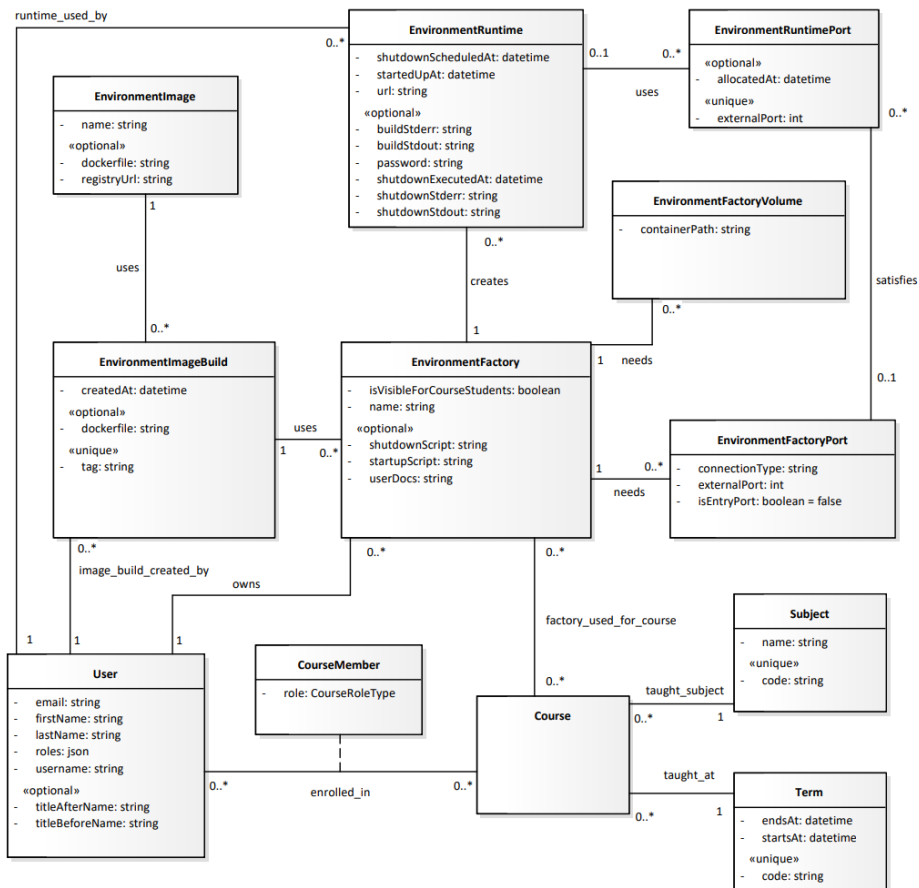 runtime_used_by
EnvironmentRuntime
- shutdownScheduledAt: datetime
- startedUpAt: datetime
- url: string
«optional»
- buildStderr: string
- buildStdout: string
- password: string
- shutdownExecutedAt: datetime
- shutdownStderr: string
- shutdownStdout: string
0..*
0..1
0..*
uses
EnvironmentRuntimePort
«optional»
- allocatedAt: datetime
«unique»
- externalPort: int
0..*
EnvironmentImage
- name: string
«optional»
- dockerfile: string
- registryUrl: string
1
uses
0..*
0..*
creates
1
EnvironmentFactoryVolume
- containerPath: string
0..*
1 needs
satisfies
0..1
EnvironmentImageBuild
- createdAt: datetime
«optional»
- dockerfile: string
«unique»
- tag: string
uses
1
0..*
EnvironmentFactory
- isVisibleForCourseStudents: boolean
- name: string
«optional»
- shutdownScript: string
- startupScript: string
- userDocs: string
1
0..*
needs
EnvironmentFactoryPort
- connectionType: string
- externalPort: int
- isEntryPort: boolean = false
0..*
image_build_created_by
0..*
owns
0..*
factory_used_for_course
0..*
1
1
1
User
- email: string
- firstName: string
- lastName: string
- roles: json
- username: string
«optional»
- titleAfterName: string
- titleBeforeName: string
CourseMember
- role: CourseRoleType
0..*
enrolled_in
0..*
Course
taught_subject
0..*
1
Subject
- name: string
«unique»
- code: string
taught_at
0..*
1
Term
- endsAt: datetime
- startsAt: datetime
«unique»
- code: string